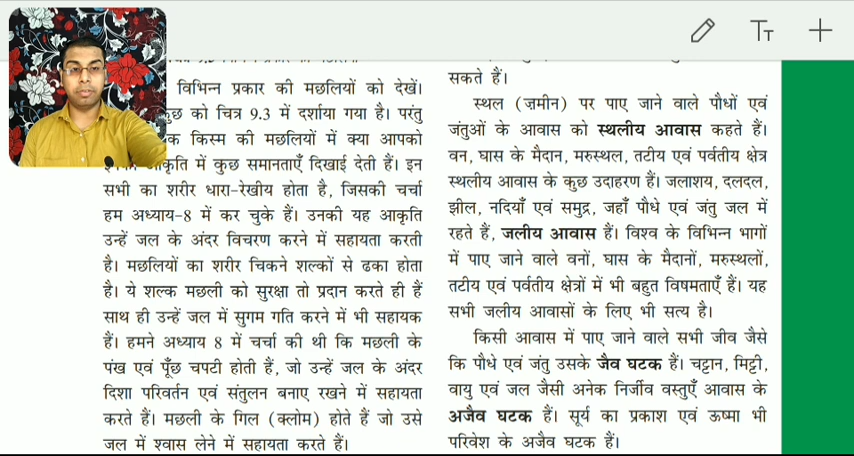 Tт
विभिन्न प्रकार की मछलियों को देखें।
कुछ को चित्र 9.3 में दर्शाया गया है। परंतु
किस्म की मछलियों में क्या आपको
में कुछ समानताएँ दिखाई देती हैं। इन
सभी का शरीर धारा-रेखीय होता है, जिसकी चर्चा
हम अध्याय-8 में कर चुके हैं। उनकी यह आकृति
उन्हें जल के अंदर विचरण करने में सहायता करती
है। मछलियों का शरीर चिकने शल्कों से ढका होता
है। ये शल्क मछली को सुरक्षा तो प्रदान करते ही हैं
साथ ही उन्हें जल में सुगम गति करने में भी सहायक
हैं। हमने अध्याय 8 में चर्चा की थी कि मछली के
पंख एवं पूँछ चपटी होती हैं, जो उन्हें जल के अंदर
दिशा परिवर्तन एवं संतुलन बनाए रखने में सहायता
करते हैं। मछली के गिल (क्लोम) होते हैं जो उसे
जल में श्वास लेने में सहायता करते हैं।
सकते हैं।
स्थल (ज़मीन) पर पाए जाने वाले पौधों एवं
जंतुओं के आवास को स्थलीय आवास कहते हैं।
वन, घास के मैदान, मरुस्थल, तटीय एवं पर्वतीय क्षेत्र
स्थलीय आवास के कुछ उदाहरण हैं। जलाशय, दलदल,
झील, नदियाँ एवं समुद्र, जहाँ पौधे एवं जंतु जल में
रहते हैं, जलीय आवास हैं। विश्व के विभिन्न भागों
में पाए जाने वाले वनों, घास के मैदानों, मरुस्थलों,
तटीय एवं पर्वतीय क्षेत्रों में भी बहुत विषमताएँ हैं। यह
सभी जलीय आवासों के लिए भी सत्य है।
किसी आवास में पाए जाने वाले सभी जीव जैसे
कि पौधे एवं जंतु उसके जैव घटक हैं। चट्टान, मिट्टी,
वायु एवं जल जैसी अनेक निर्जीव वस्तुएँ आवास के
अजैव घटक हैं। सूर्य का प्रकाश एवं ऊष्मा भी
परिवेश के अजैव घटक हैं।